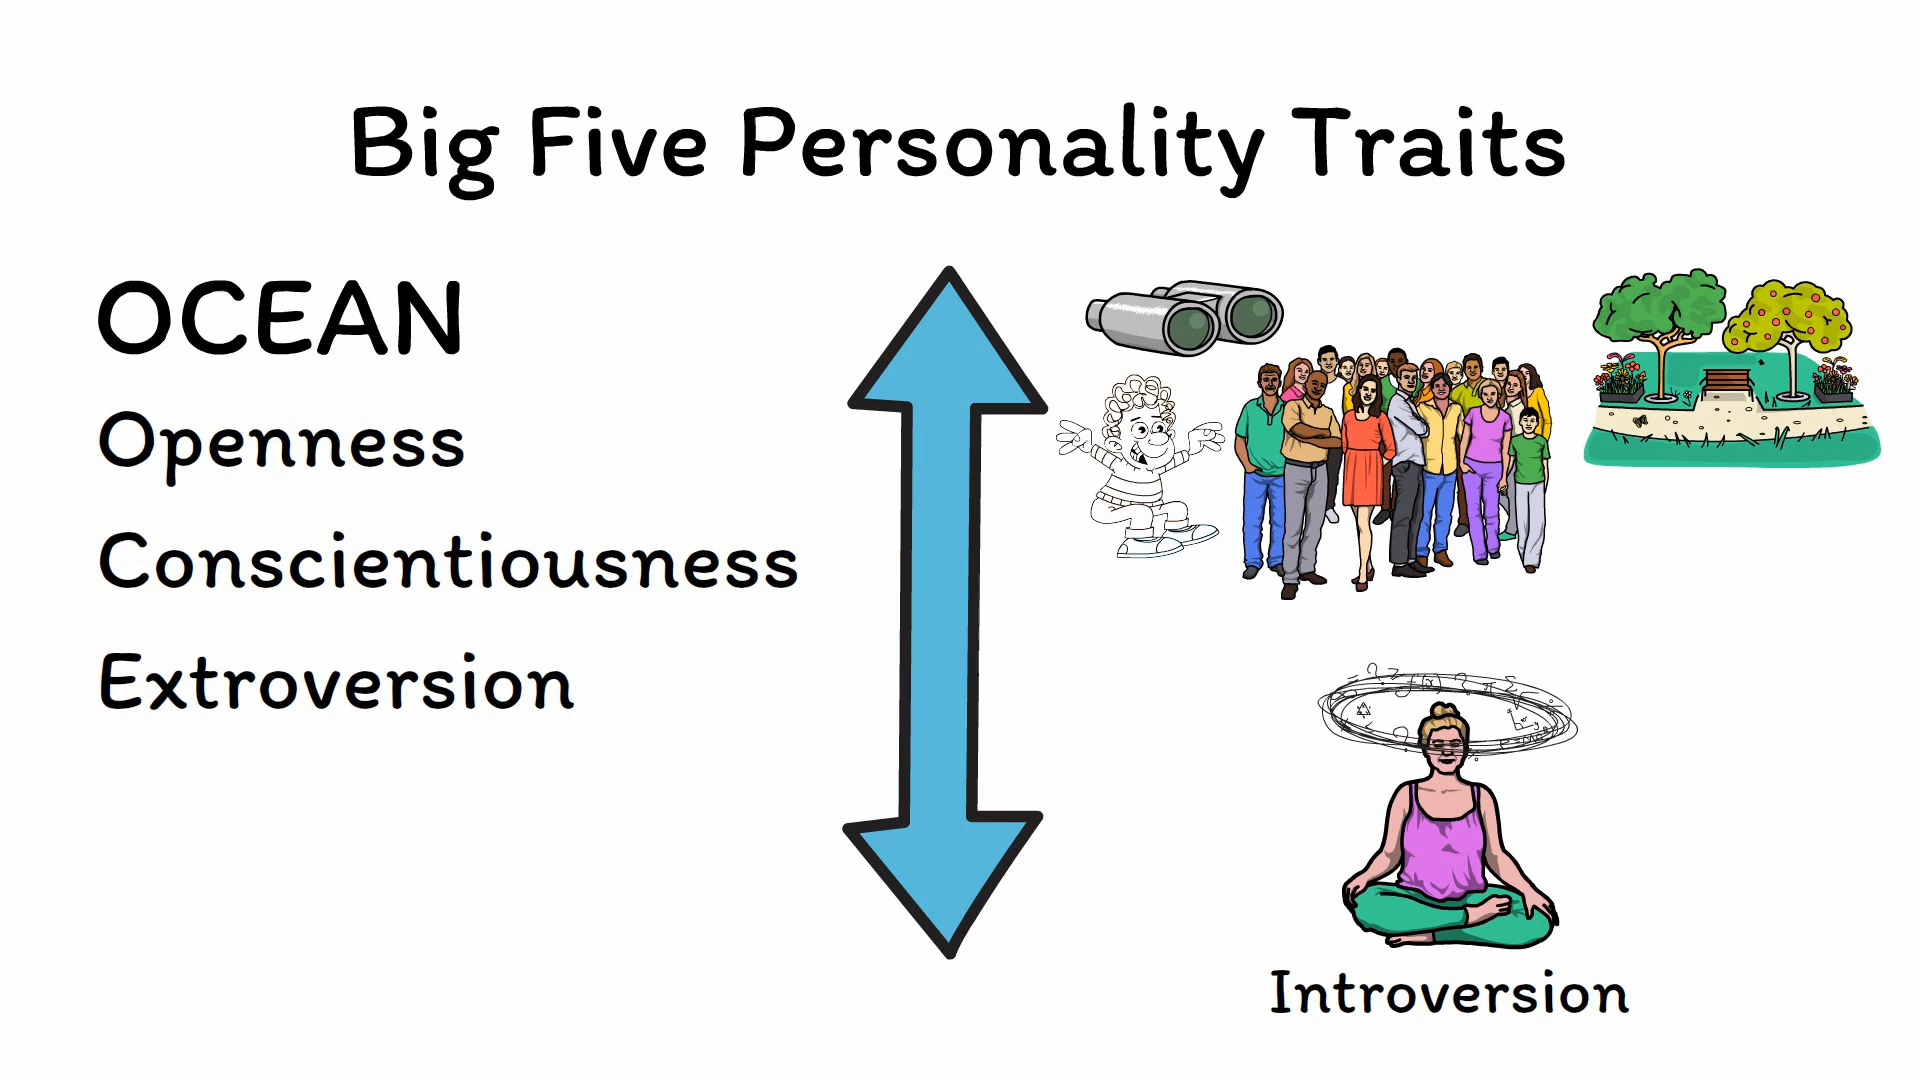 Big Five Personality Traits
OCEAN
Openness
Conscientiousness
Extroversion
Introversion